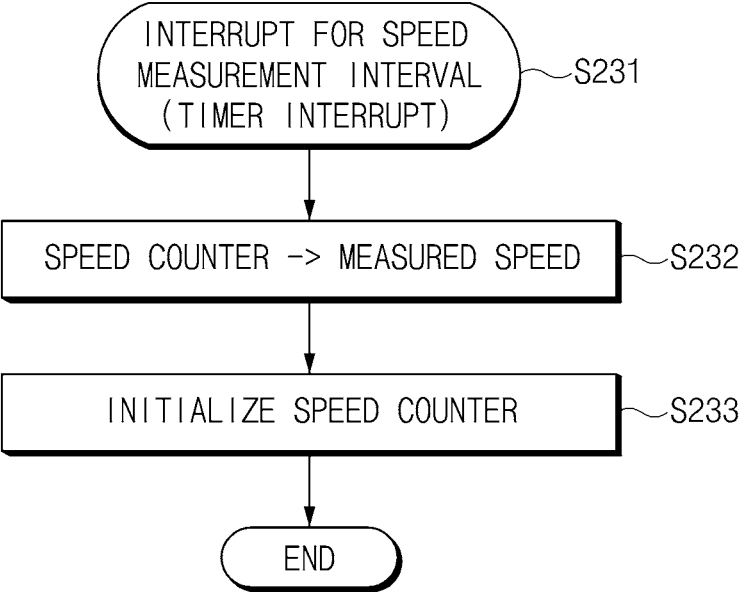 INTERRUPT FOR SPEED
MEASUREMENT INTERVAL
(TIMER INTERRUPT)
S231
SPEED COUNTER -> MEASURED SPEED
S232
INITIALIZE SPEED COUNTER
S233
END